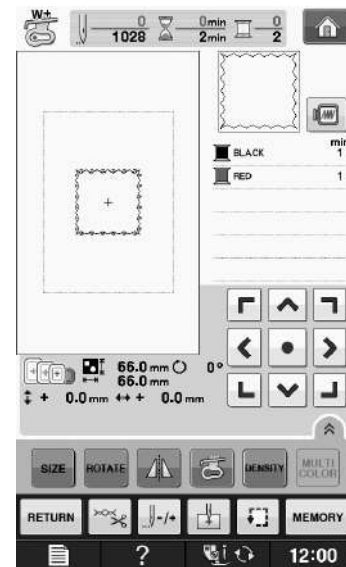 W+
0 0min 0
1028 2min 2
min
BLACK 1
RED 1
66.0 mm 0°
66.0 mm
+ 0.0 mm + 0.0 mm
SIZE ROTATE DENSITY MULTI
COLOR
RETURN -/+ MEMORY
? 12:00